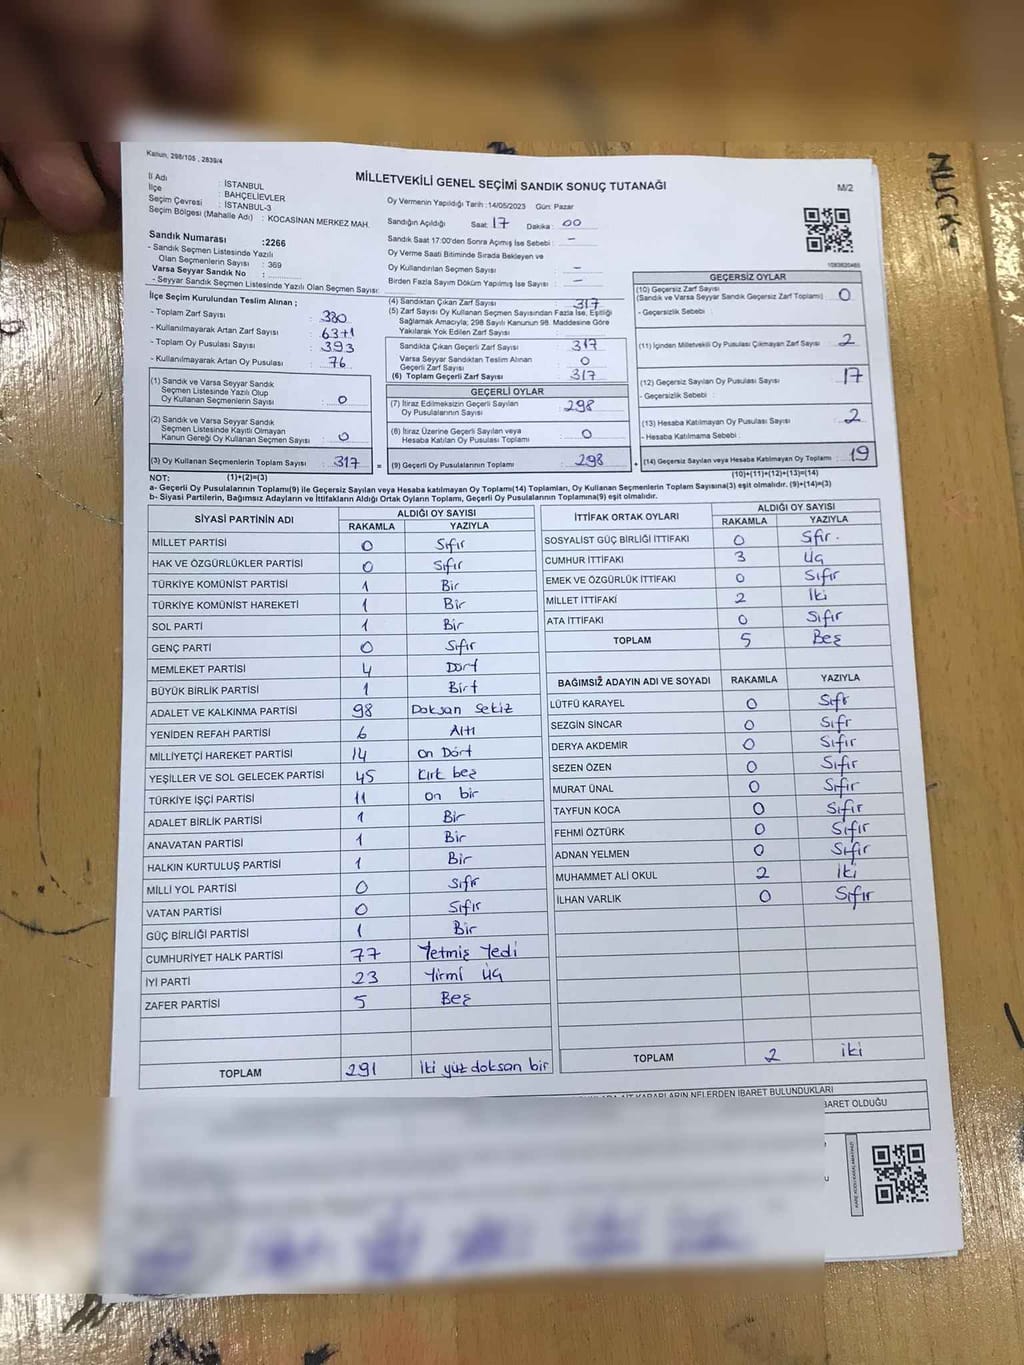 Kanun; 298/105 , 2839/4
MİLLETVEKİLİ GENEL SEÇİMİ SANDIK SONUÇ TUTANAĞI
M/2
İl Adı : İSTANBUL
İlçe : BAHÇELİEVLER
Seçim Çevresi : İSTANBUL-3
Seçim Bölgesi (Mahalle Adı) : KOCASİNAN MERKEZ MAH.
Sandık Numarası :2266
- Sandık Seçmen Listesinde Yazılı
Olan Seçmenlerin Sayısı : 369
Varsa Seyyar Sandık No :
- Seyyar Sandık Seçmen Listesinde Yazılı Olan Seçmen Sayısı:
Oy Vermenin Yapıldığı Tarih :14/05/2023 Gün: Pazar
Sandığın Açıldığı Saat: 17 Dakika : 00
Sandık Saat 17:00'den Sonra Açımış İse Sebebi : -
Oy Verme Saati Bitiminde Sırada Bekleyen ve
Oy Kullandırılan Seçmen Sayısı : -
Birden Fazla Sayım Döküm Yapılmış İse Sayısı : -
İlçe Seçim Kurulundan Teslim Alınan ;
- Toplam Zarf Sayısı : 380
- Kullanılmayarak Artan Zarf Sayısı : 63+1
- Toplam Oy Pusulası Sayısı : 393
- Kullanılmayarak Artan Oy Pusulası : 76
(1) Sandık ve Varsa Seyyar Sandık
Seçmen Listesinde Yazılı Olup
Oy Kullanan Seçmenlerin Sayısı : 0
(2) Sandık ve Varsa Seyyar Sandık
Seçmen Listesinde Kayıtlı Olmayan
Kanun Gereği Oy Kullanan Seçmen Sayısı : 0
(3) Oy Kullanan Seçmenlerin Toplam Sayısı : 317 =
(1)+(2)=(3)
(4) Sandıktan Çıkan Zarf Sayısı : 317
(5) Zarf Sayısı Oy Kullanan Seçmen Sayısından Fazla İse, Eşitliği
Sağlamak Amacıyla; 298 Sayılı Kanunun 98. Maddesine Göre
Yakılarak Yok Edilen Zarf Sayısı :
Sandıkta Çıkan Geçerli Zarf Sayısı : 317
Varsa Seyyar Sandıktan Teslim Alınan
Geçerli Zarf Sayısı : 0
(6) Toplam Geçerli Zarf Sayısı : 317
GEÇERLİ OYLAR
(7) İtiraz Edilmeksizin Geçerli Sayılan
Oy Pusulalarının Sayısı : 298
(8) İtiraz Üzerine Geçerli Sayılan veya
Hesaba Katılan Oy Pusulası Toplamı : 0
(9) Geçerli Oy Pusulalarının Toplamı : 298 +
GEÇERSİZ OYLAR
(10) Geçersiz Zarf Sayısı
(Sandık ve Varsa Seyyar Sandık Geçersiz Zarf Toplamı) : 0
- Geçersizlik Sebebi :
(11) İçinden Milletvekili Oy Pusulası Çıkmayan Zarf Sayısı : 2
(12) Geçersiz Sayılan Oy Pusulası Sayısı : 17
- Geçersizlik Sebebi :
(13) Hesaba Katılmayan Oy Pusulası Sayısı : 2
- Hesaba Katılmama Sebebi :
(14) Geçersiz Sayılan veya Hesaba Katılmayan Oy Toplamı : 19
(10)+(11)+(12)+(13)=(14)
NOT:
a- Geçerli Oy Pusulalarının Toplamı(9) ile Geçersiz Sayılan veya Hesaba katılmayan Oy Toplamı(14) Toplamları, Oy Kullanan Seçmenlerin Toplam Sayısına(3) eşit olmalıdır. (9)+(14)=(3)
b- Siyasi Partilerin, Bağımsız Adayların ve İttifakların Aldığı Ortak Oyların Toplamı, Geçerli Oy Pusulalarının Toplamına(9) eşit olmalıdır.
SİYASİ PARTİNİN ADI ALDIĞI OY SAYISI
RAKAMLA YAZIYLA
MİLLET PARTİSİ 0 Sıfır
HAK VE ÖZGÜRLÜKLER PARTİSİ 0 Sıfır
TÜRKİYE KOMÜNİST PARTİSİ 1 Bir
TÜRKİYE KOMÜNİST HAREKETİ 1 Bir
SOL PARTİ 1 Bir
GENÇ PARTİ 0 Sıfır
MEMLEKET PARTİSİ 4 Dört
BÜYÜK BİRLİK PARTİSİ 1 Birt
ADALET VE KALKINMA PARTİSİ 98 Doksan sekiz
YENİDEN REFAH PARTİSİ 6 Altı
MİLLİYETÇİ HAREKET PARTİSİ 14 on Dört
YEŞİLLER VE SOL GELECEK PARTİSİ 45 Kırk beş
TÜRKİYE İŞÇİ PARTİSİ 11 on bir
ADALET BİRLİK PARTİSİ 1 Bir
ANAVATAN PARTİSİ 1 Bir
HALKIN KURTULUŞ PARTİSİ 1 Bir
MİLLİ YOL PARTİSİ 0 Sıfır
VATAN PARTİSİ 0 Sıfır
GÜÇ BİRLİĞİ PARTİSİ 1 Bir
CUMHURİYET HALK PARTİSİ 77 Yetmiş Yedi
İYİ PARTİ 23 Yirmi Üç
ZAFER PARTİSİ 5 Beş
TOPLAM 291 İki yüz doksan bir
İTTİFAK ORTAK OYLARI ALDIĞI OY SAYISI
RAKAMLA YAZIYLA
SOSYALİST GÜÇ BİRLİĞİ İTTİFAKI 0 Sfır.
CUMHUR İTTİFAKI 3 Üç
EMEK VE ÖZGÜRLÜK İTTİFAKI 0 Sıfır
MİLLET İTTİFAKI 2 İki
ATA İTTİFAKI 0 Sıfır
TOPLAM 5 Beş
BAĞIMSIZ ADAYIN ADI VE SOYADI RAKAMLA YAZIYLA
LÜTFÜ KARAYEL 0 Sıfr
SEZGİN SİNCAR 0 Sıfr
DERYA AKDEMİR 0 Sıfır
SEZEN ÖZEN 0 Sıfır
MURAT ÜNAL 0 Sıfır
TAYFUN KOCA 0 Sıfır
FEHMİ ÖZTÜRK 0 Sıfır
ADNAN YELMEN 0 Sıfır
MUHAMMET ALİ OKUL 2 İki
İLHAN VARLIK 0 Sıfır
TOPLAM 2 iki
KARARLARIN NELERDEN İBARET BULUNDUKLARI
BARET OLDUĞU